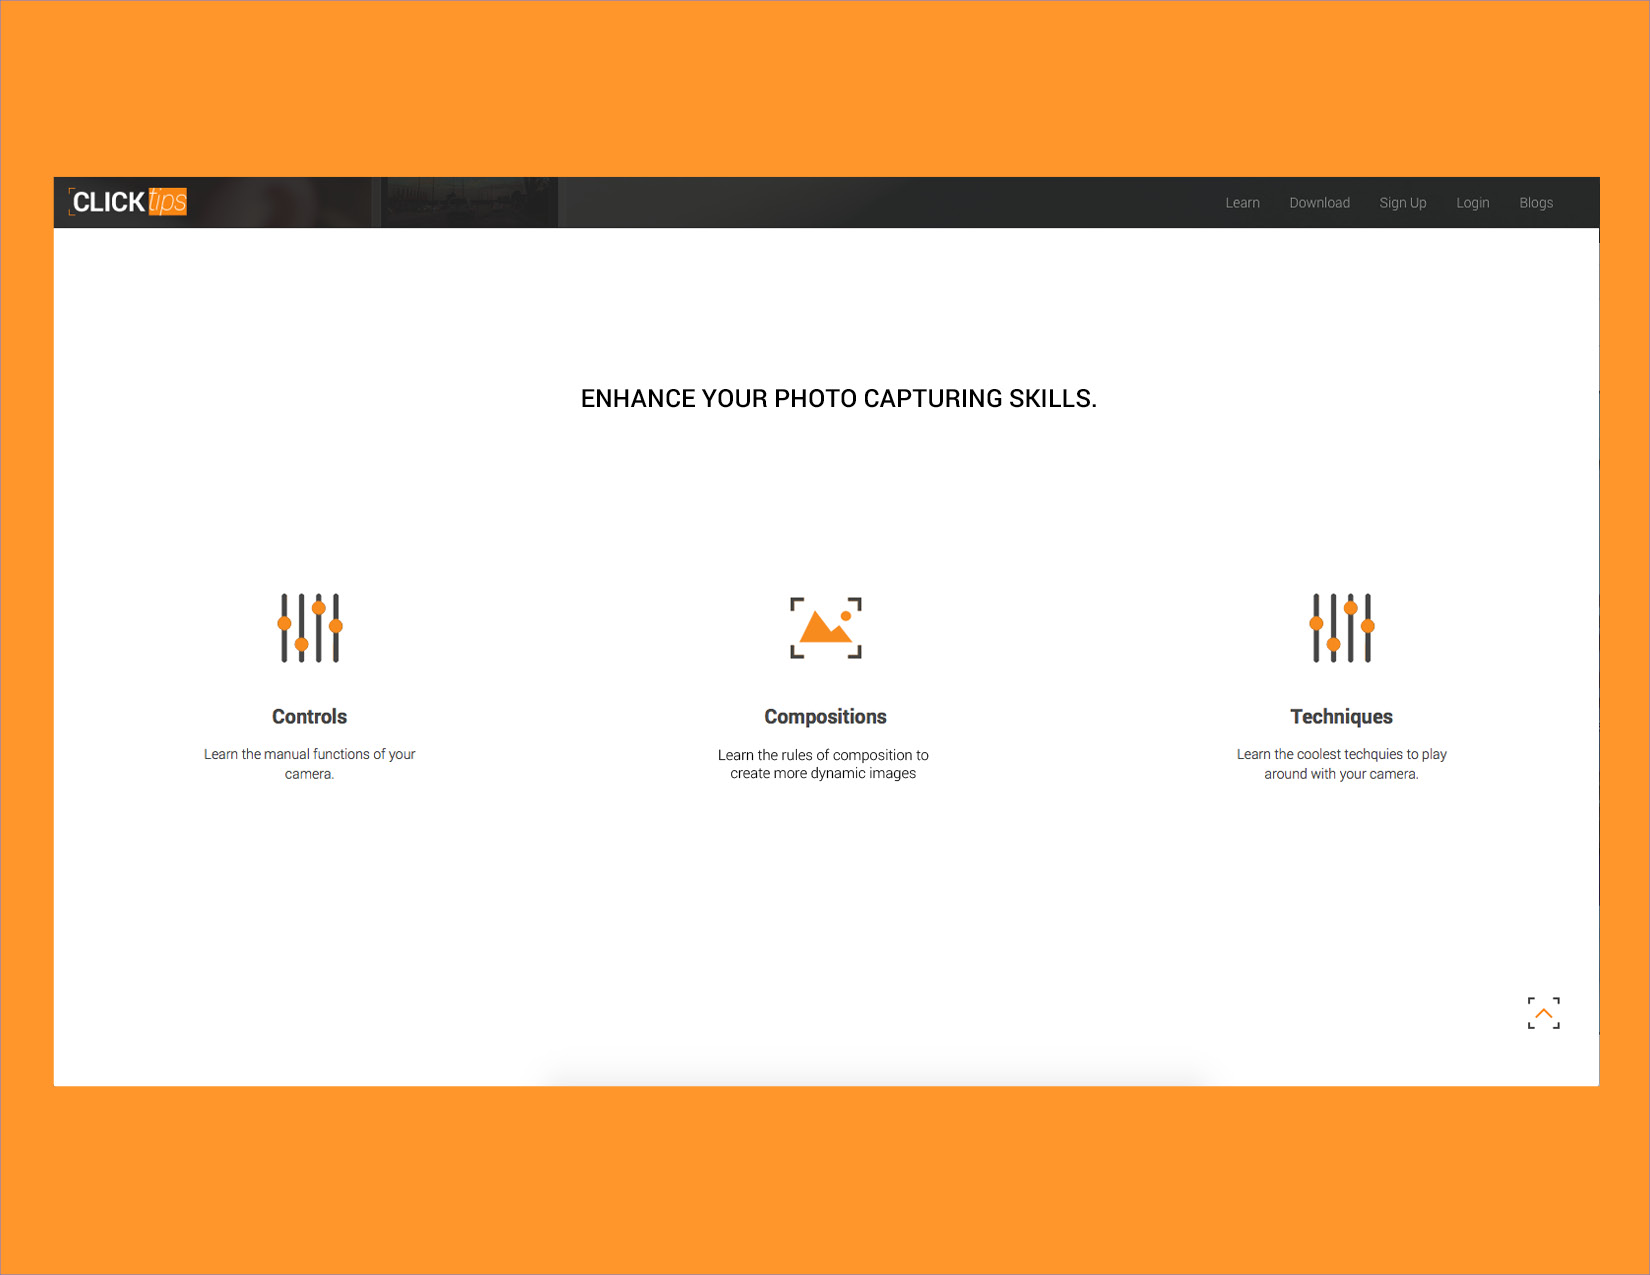 CLICKtips
Learn Download Sign Up Login Blogs
ENHANCE YOUR PHOTO CAPTURING SKILLS.
Controls
Learn the manual functions of your
camera.
Compositions
Learn the rules of composition to
create more dynamic images
Techniques
Learn the coolest techquies to play
around with your camera.